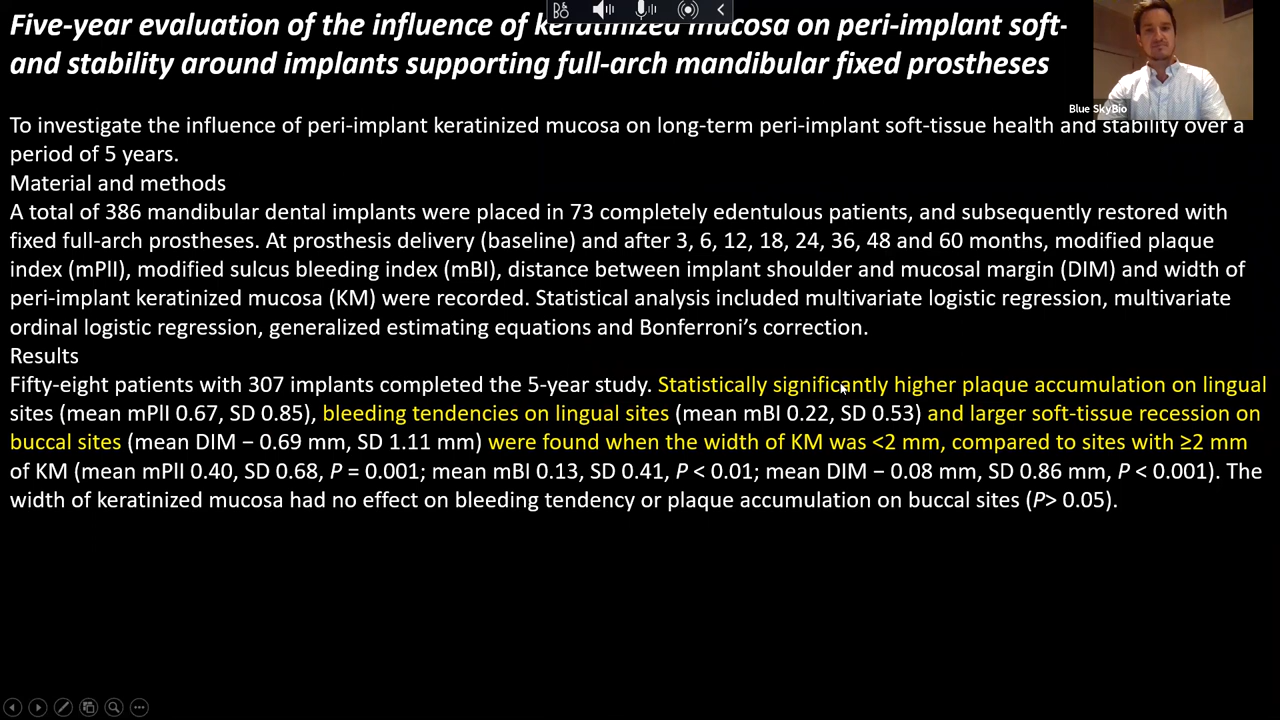 Five-year evaluation of the influence of keratinized mucosa on peri-implant soft-
and stability around implants supporting full-arch mandibular fixed prostheses
Blue SkyBio
To investigate the influence of peri-implant keratinized mucosa on long-term peri-implant soft-tissue health and stability over a
period of 5 years.
Material and methods
A total of 386 mandibular dental implants were placed in 73 completely edentulous patients, and subsequently restored with
fixed full-arch prostheses. At prosthesis delivery (baseline) and after 3, 6, 12, 18, 24, 36, 48 and 60 months, modified plaque
index (mPlI), modified sulcus bleeding index (mBI), distance between implant shoulder and mucosal margin (DIM) and width of
peri-implant keratinized mucosa (KM) were recorded. Statistical analysis included multivariate logistic regression, multivariate
ordinal logistic regression, generalized estimating equations and Bonferroni’s correction.
Results
Fifty-eight patients with 307 implants completed the 5-year study. Statistically significantly higher plaque accumulation on lingual
sites (mean mPlI 0.67, SD 0.85), bleeding tendencies on lingual sites (mean mBI 0.22, SD 0.53) and larger soft-tissue recession on
buccal sites (mean DIM − 0.69 mm, SD 1.11 mm) were found when the width of KM was <2 mm, compared to sites with ≥2 mm
of KM (mean mPlI 0.40, SD 0.68, P = 0.001; mean mBI 0.13, SD 0.41, P < 0.01; mean DIM − 0.08 mm, SD 0.86 mm, P < 0.001). The
width of keratinized mucosa had no effect on bleeding tendency or plaque accumulation on buccal sites (P> 0.05).